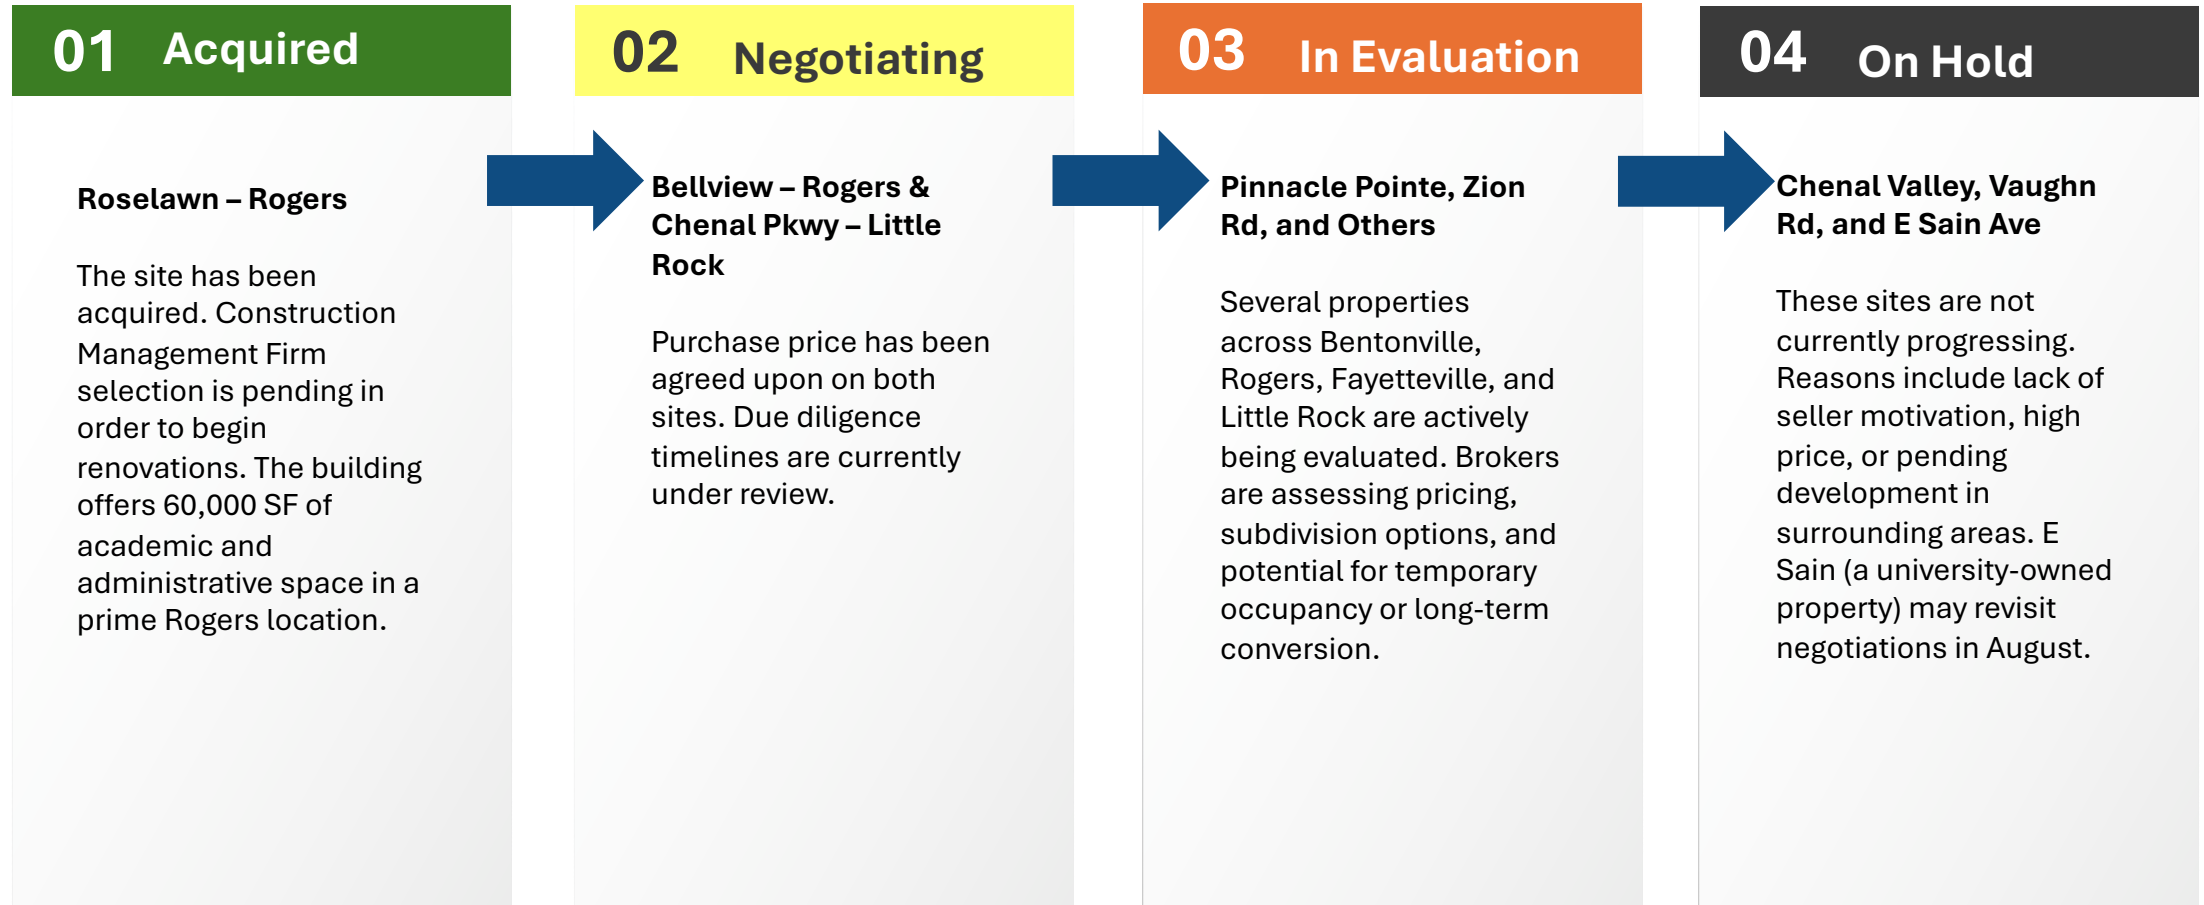 01 Acquired
Roselawn – Rogers
The site has been
acquired. Construction
Management Firm
selection is pending in
order to begin
renovations. The building
offers 60,000 SF of
academic and
administrative space in a
prime Rogers location.
02 Negotiating
Bellview – Rogers &
Chenal Pkwy – Little
Rock
Purchase price has been
agreed upon on both
sites. Due diligence
timelines are currently
under review.
03 In Evaluation
Pinnacle Pointe, Zion
Rd, and Others
Several properties
across Bentonville,
Rogers, Fayetteville, and
Little Rock are actively
being evaluated. Brokers
are assessing pricing,
subdivision options, and
potential for temporary
occupancy or long-term
conversion.
04 On Hold
Chenal Valley, Vaughn
Rd, and E Sain Ave
These sites are not
currently progressing.
Reasons include lack of
seller motivation, high
price, or pending
development in
surrounding areas. E
Sain (a university-owned
property) may revisit
negotiations in August.